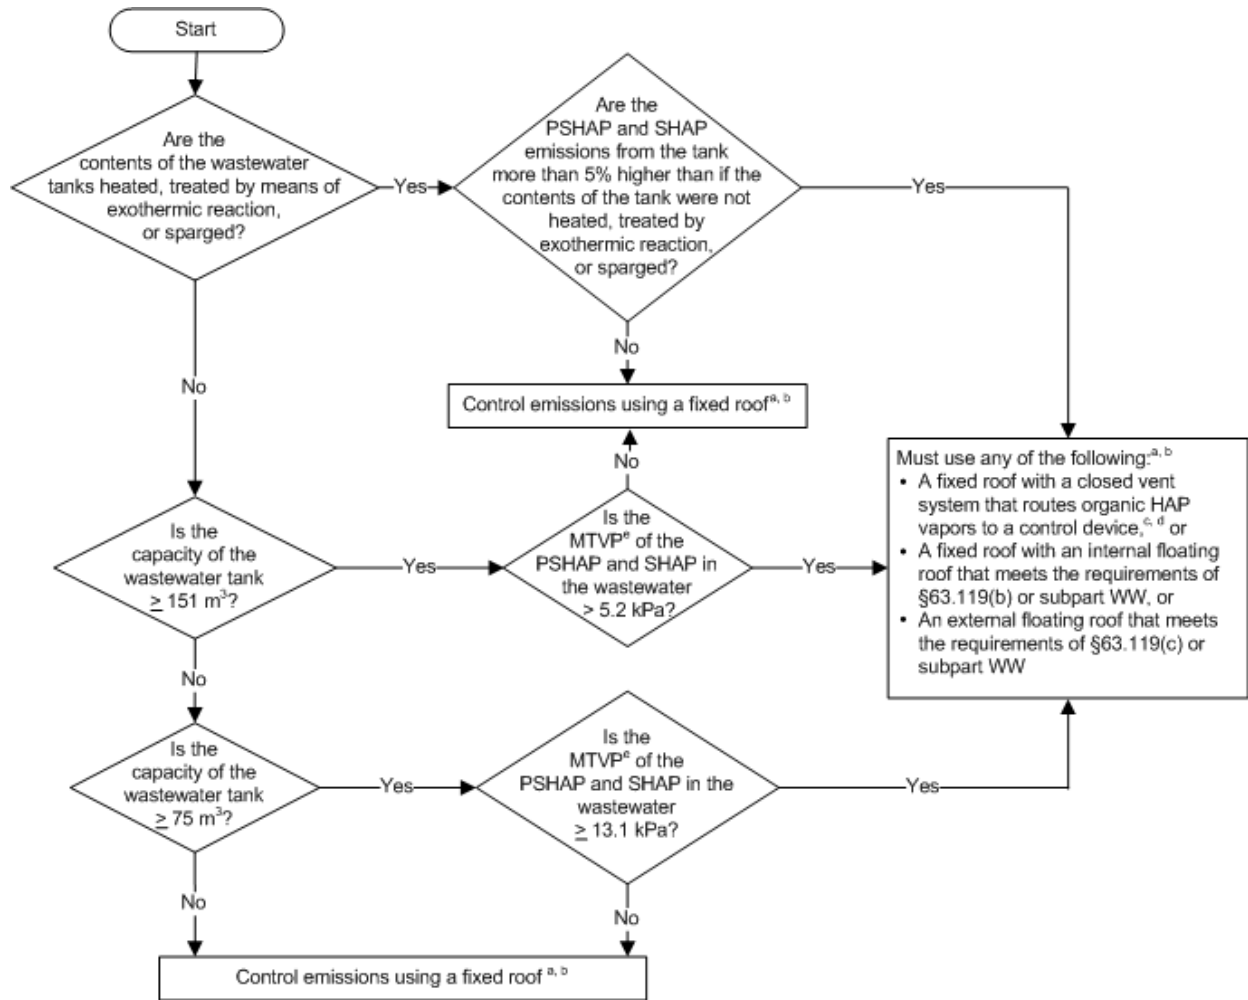 Start
Are the
contents of the wastewater
tanks heated, treated by means of
exothermic reaction,
or sparged?
Yes
Are the
PSHAP and SHAP
emissions from the tank
more than 5% higher than if the
contents of the tank were not
heated, treated by
exothermic reaction,
or sparged?
Yes
No
No
Control emissions using a fixed roof a, b
No
Is the
capacity of the
wastewater tank
≥ 151 m³?
Yes
Is the
MTVP e of the
PSHAP and SHAP in
the wastewater
> 5.2 kPa?
Yes
Must use any of the following: a, b
• A fixed roof with a closed vent
system that routes organic HAP
vapors to a control device, c, d or
• A fixed roof with an internal floating
roof that meets the requirements of
§63.119(b) or subpart WW, or
• An external floating roof that meets
the requirements of §63.119(c) or
subpart WW
No
Is the
capacity of the
wastewater tank
≥ 75 m³?
Yes
Is the
MTVP e of the
PSHAP and SHAP in the
wastewater
≥ 13.1 kPa?
Yes
No
No
Control emissions using a fixed roof a, b